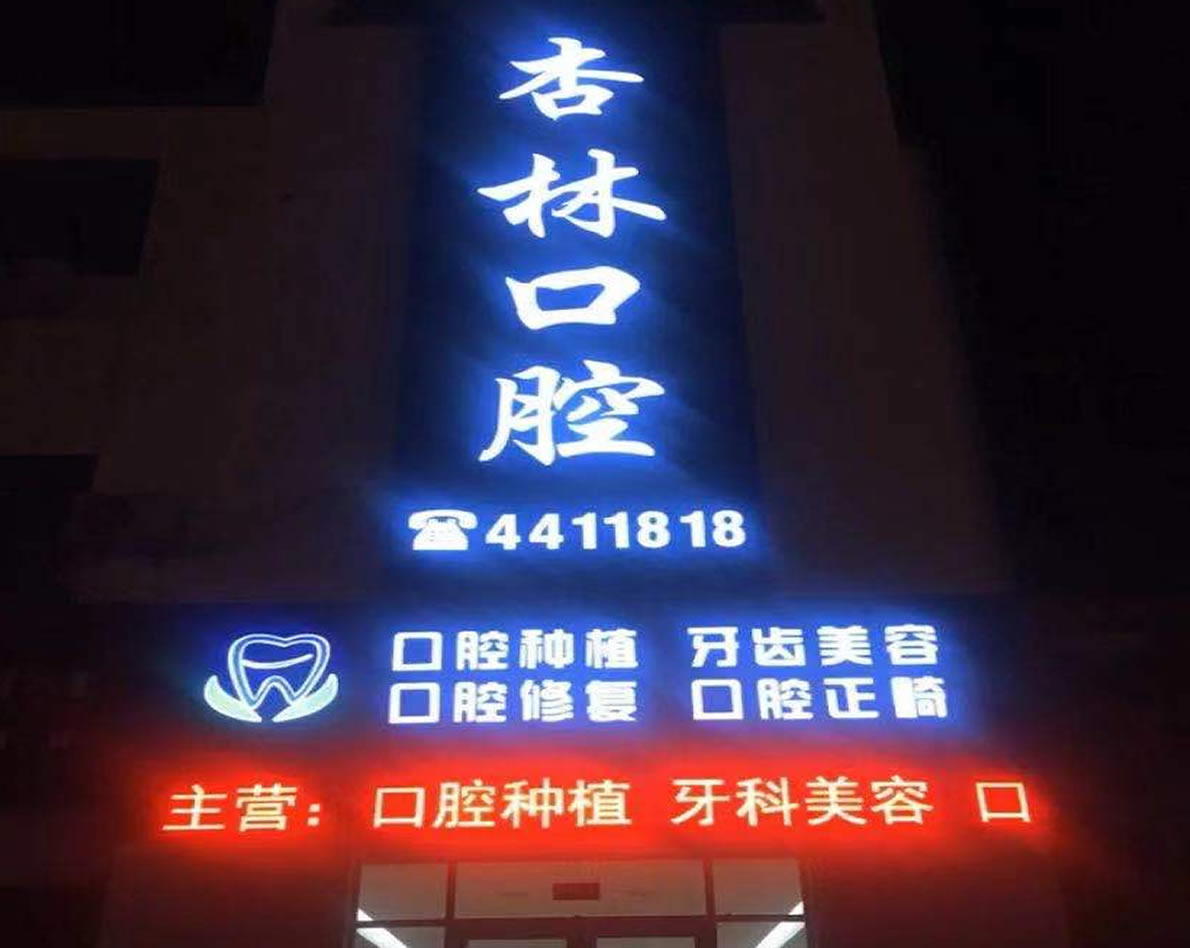 杏林口腔
☎4411818
口腔种植 牙齿美容
口腔修复 口腔正畸
主营：口腔种植 牙科美容 口